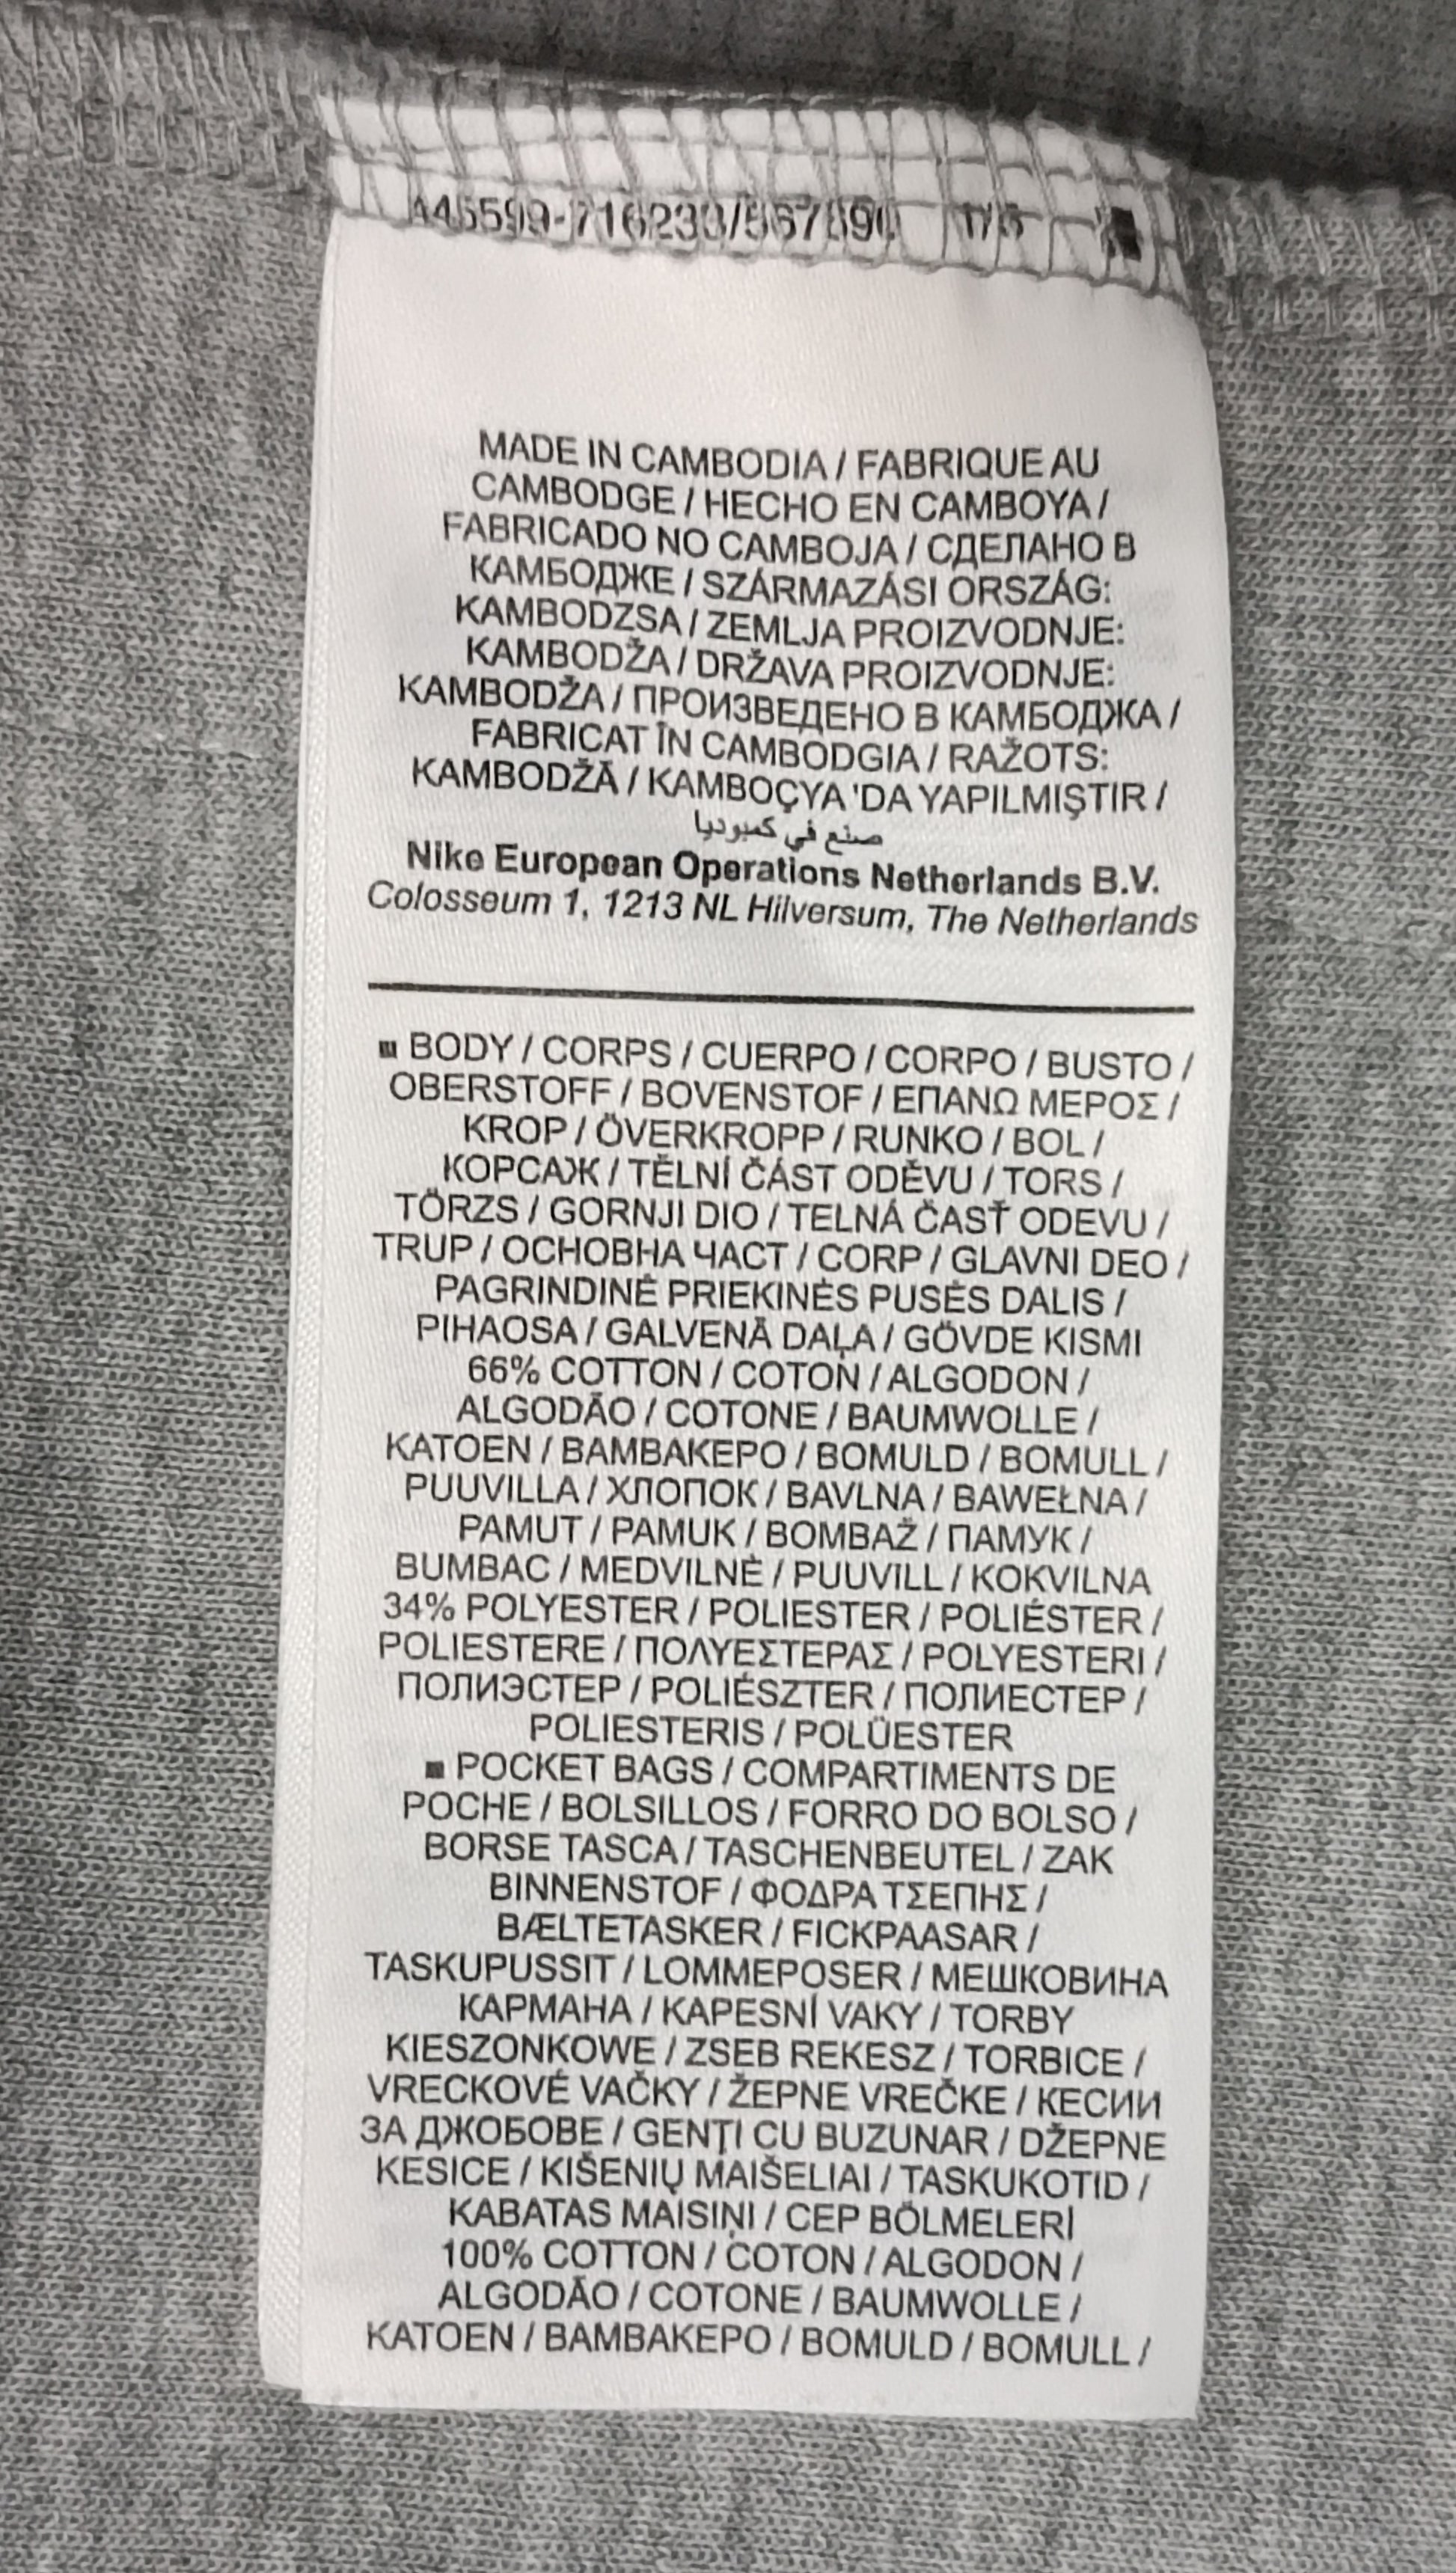 MADE IN CAMBODIA / FABRIQUE AU
CAMBODGE / HECHO EN CAMBOYA /
FABRICADO NO CAMBOJA / СДЕЛАНО В
КАМБОДЖЕ / SZÁRMAZÁSI ORSZÁG:
KAMBODZSA / ZEMLJA PROIZVODNJE:
KAMBODŽA / DRŽAVA PROIZVODNJE:
KAMBODŽA / ПРОИЗВЕДЕНО В КАМБОДЖА /
FABRICAT ÎN CAMBODGIA / RAŽOTS:
KAMBODŽĀ / KAMBOÇYA 'DA YAPILMIŞTIR /
صنع في كمبوديا
Nike European Operations Netherlands B.V.
Colosseum 1, 1213 NL Hilversum, The Netherlands
■ BODY / CORPS / CUERPO / CORPO / BUSTO /
OBERSTOFF / BOVENSTOF / ΕΠΑΝΩ ΜΕΡΟΣ /
KROP / ÖVERKROPP / RUNKO / BOL /
КОРСАЖ / TĚLNÍ ČÁST ODĚVU / TORS /
TÖRZS / GORNJI DIO / TELNÁ ČASŤ ODEVU /
TRUP / ОСНОВНА ЧАСТ / CORP / GLAVNI DEO /
PAGRINDINĖ PRIEKINĖS PUSĖS DALIS /
PIHAOSA / GALVENĀ DAĻA / GÖVDE KISMI
66% COTTON / COTON / ALGODON /
ALGODÃO / COTONE / BAUMWOLLE /
KATOEN / ΒΑΜΒΑΚΕΡΟ / BOMULD / BOMULL /
PUUVILLA / ХЛОПОК / BAVLNA / BAWEŁNA /
PAMUT / PAMUK / BOMBAŽ / ПАМУК /
BUMBAC / MEDVILNĖ / PUUVILL / KOKVILNA
34% POLYESTER / POLIESTER / POLIÉSTER /
POLIESTERE / ΠΟΛΥΕΣΤΕΡΑΣ / POLYESTERI /
ПОЛИЭСТЕР / POLIÉSZTER / ПОЛИЕСТЕР /
POLIESTERIS / POLÜESTER
■ POCKET BAGS / COMPARTIMENTS DE
POCHE / BOLSILLOS / FORRO DO BOLSO /
BORSE TASCA / TASCHENBEUTEL / ZAK
BINNENSTOF / ΦΟΔΡΑ ΤΣΕΠΗΣ /
BÆLTETASKER / FICKPAASAR /
TASKUPUSSIT / LOMMEPOSER / МЕШКОВИНА
КАРМАНА / KAPESNÍ VAKY / TORBY
KIESZONKOWE / ZSEB REKESZ / TORBICE /
VRECKOVÉ VAČKY / ŽEPNE VREČKE / КЕСИИ
ЗА ДЖОБОВЕ / GENȚI CU BUZUNAR / DŽEPNE
KESICE / KIŠENIŲ MAIŠELIAI / TASKUKOTID /
KABATAS MAISIŅI / CEP BÖLMELERİ
100% COTTON / COTON / ALGODON /
ALGODÃO / COTONE / BAUMWOLLE /
KATOEN / ΒΑΜΒΑΚΕΡΟ / BOMULD / BOMULL /